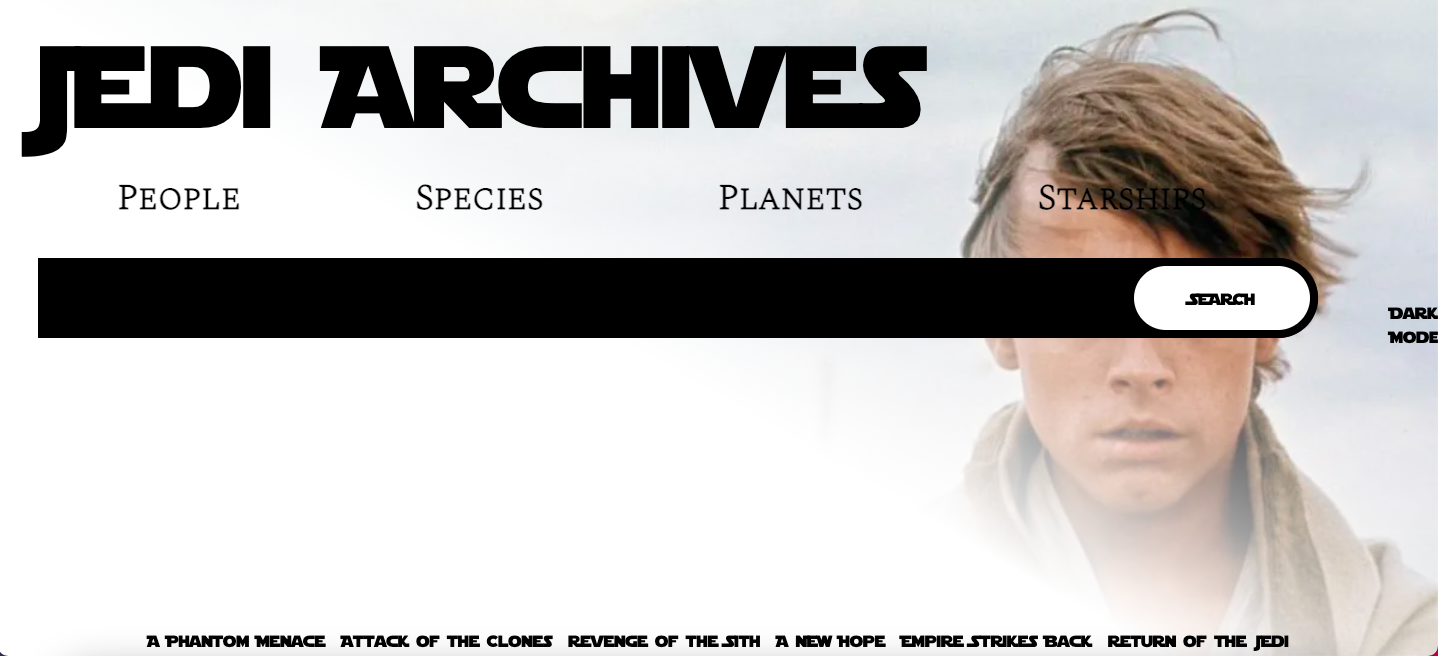 JEDI ARCHIVES
PEOPLE SPECIES PLANETS STARSHIPS
SEARCH
DARK
MODE
A PHANTOM MENACE ATTACK OF THE CLONES REVENGE OF THE SITH A NEW HOPE EMPIRE STRIKES BACK RETURN OF THE JEDI